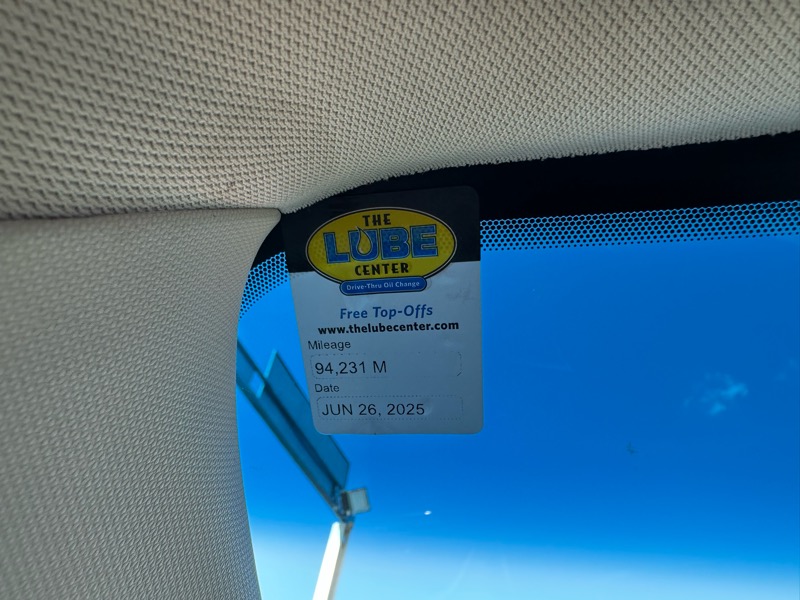 THE
LUBE
CENTER
Drive-Thru Oil Change
Free Top-Offs
www.thelubecenter.com
Mileage
94,231 M
Date
JUN 26, 2025